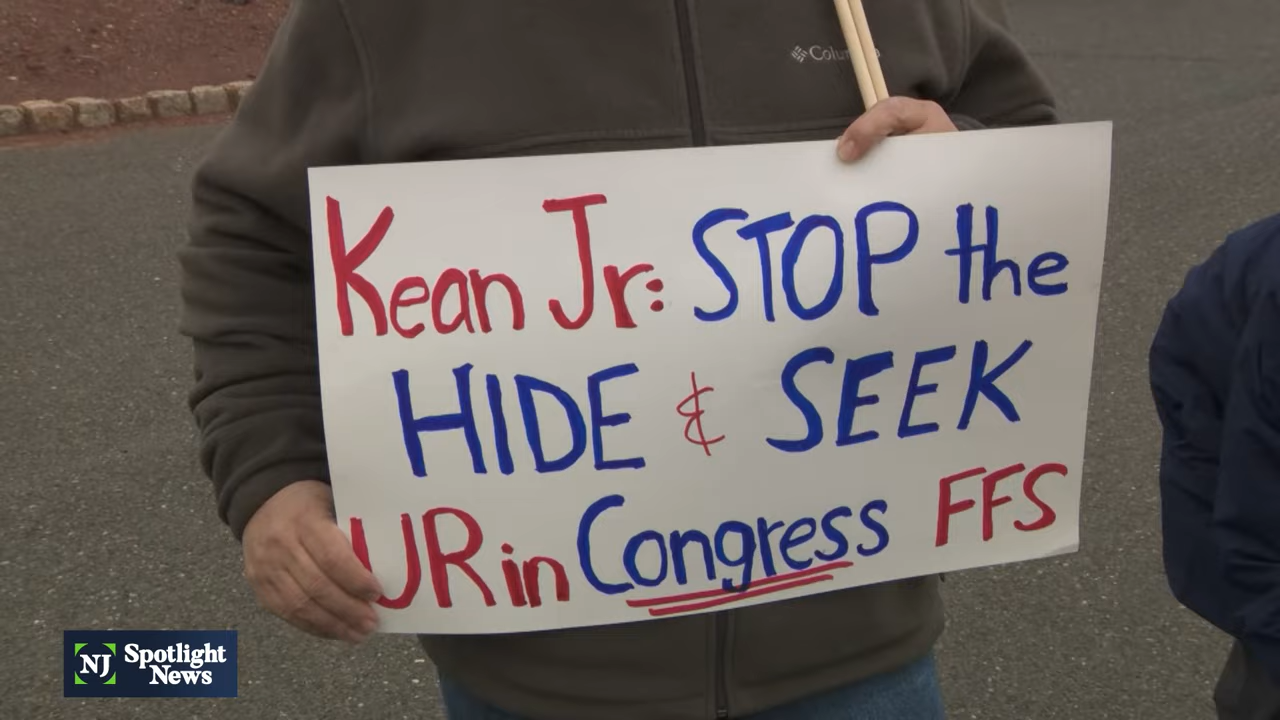 Columbia
Kean Jr: STOP the
HIDE & SEEK
UR in Congress FFS
NJ Spotlight
News